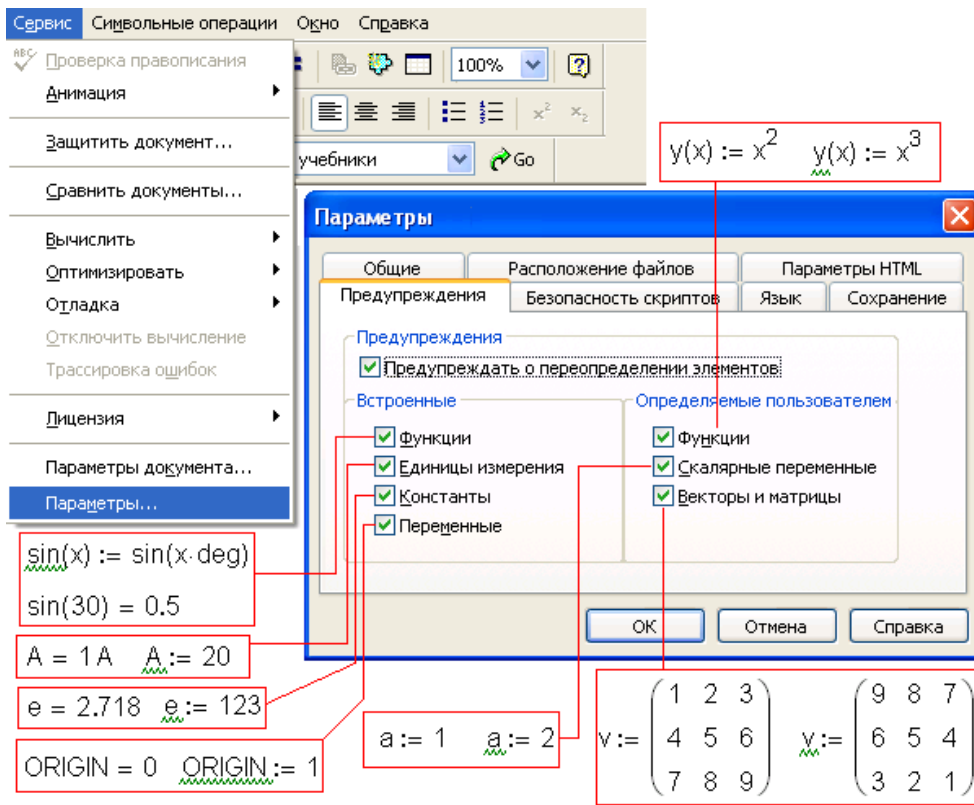 Сервис Символьные операции Окно Справка
ABC Проверка правописания
100%
Анимация
x² x₂
Защитить документ...
учебники Go
y(x) := x² y(x) := x³
Сравнить документы...
Параметры
Вычислить
Оптимизировать
Общие Расположение файлов Параметры HTML
Отладка
Предупреждения Безопасность скриптов Язык Сохранение
Отключить вычисление
Трассировка ошибок
Предупреждения
Предупреждать о переопределении элементов
Лицензия
Встроенные Определяемые пользователем
Функции Функции
Параметры документа...
Единицы измерения Скалярные переменные
Параметры...
Константы Векторы и матрицы
Переменные
sin(x) := sin(x·deg)
sin(30) = 0.5
OK Отмена Справка
A = 1 A A := 20
e = 2.718 e := 123
ORIGIN = 0 ORIGIN := 1
a := 1 a := 2
1 2 3 9 8 7
v := 4 5 6 v := 6 5 4
7 8 9 3 2 1